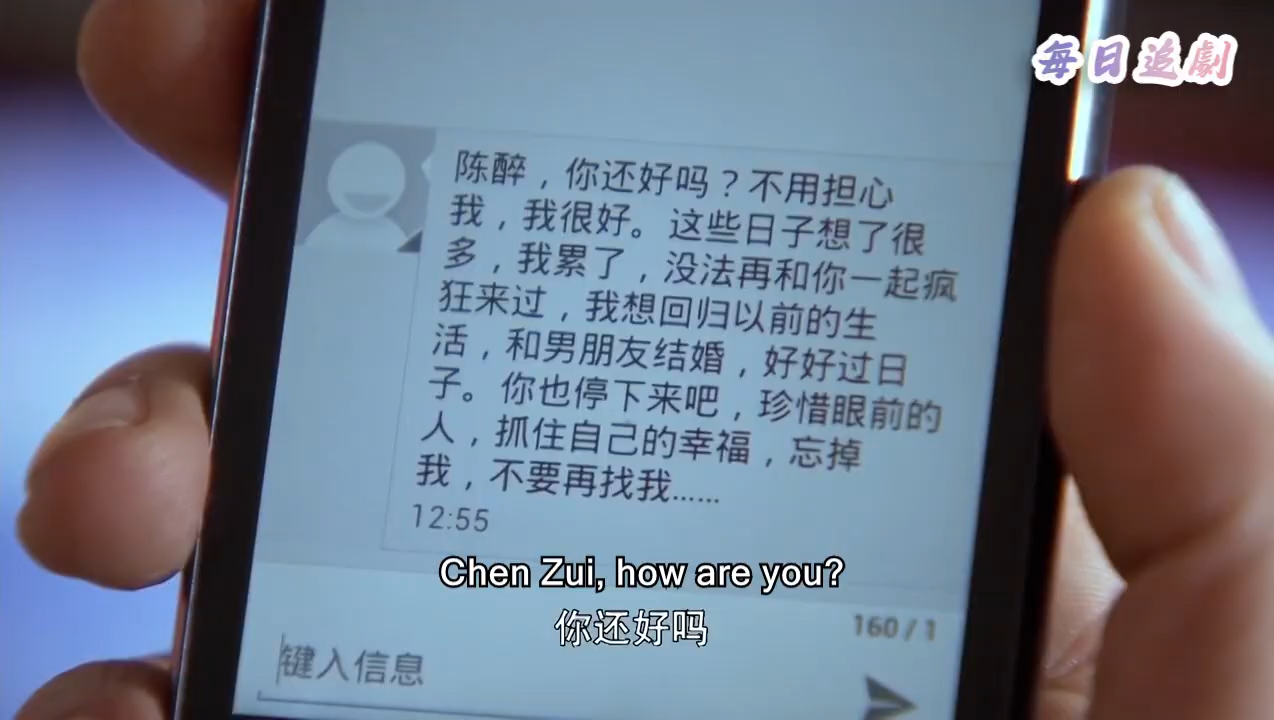 每日追劇
陈醉，你还好吗？不用担心
我，我很好。这些日子想了很
多，我累了，没法再和你一起疯
狂来过，我想回归以前的生
活，和男朋友结婚，好好过日
子。你也停下来吧，珍惜眼前的
人，抓住自己的幸福，忘掉
我，不要再找我……
12:55
Chen Zui, how are you?
你还好吗
160 / 1
键入信息